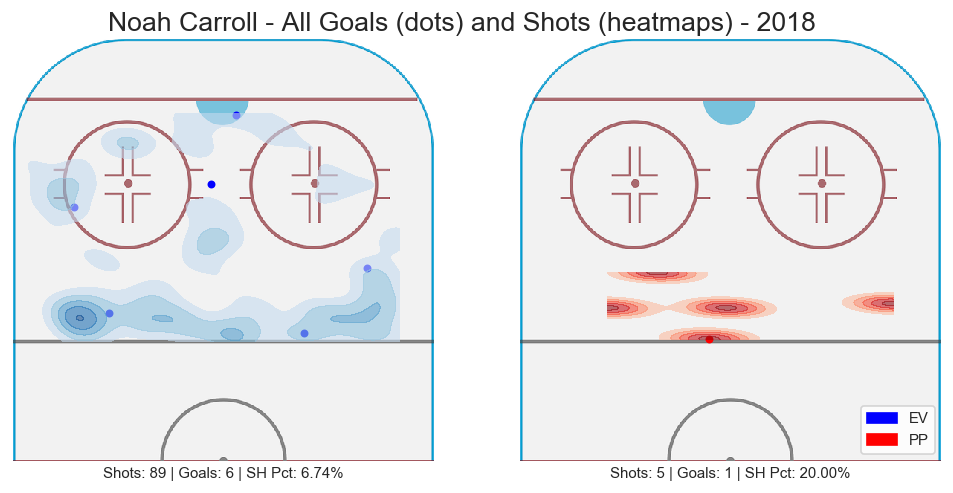 Noah Carroll - All Goals (dots) and Shots (heatmaps) - 2018
EV
PP
Shots: 89 | Goals: 6 | SH Pct: 6.74%
Shots: 5 | Goals: 1 | SH Pct: 20.00%